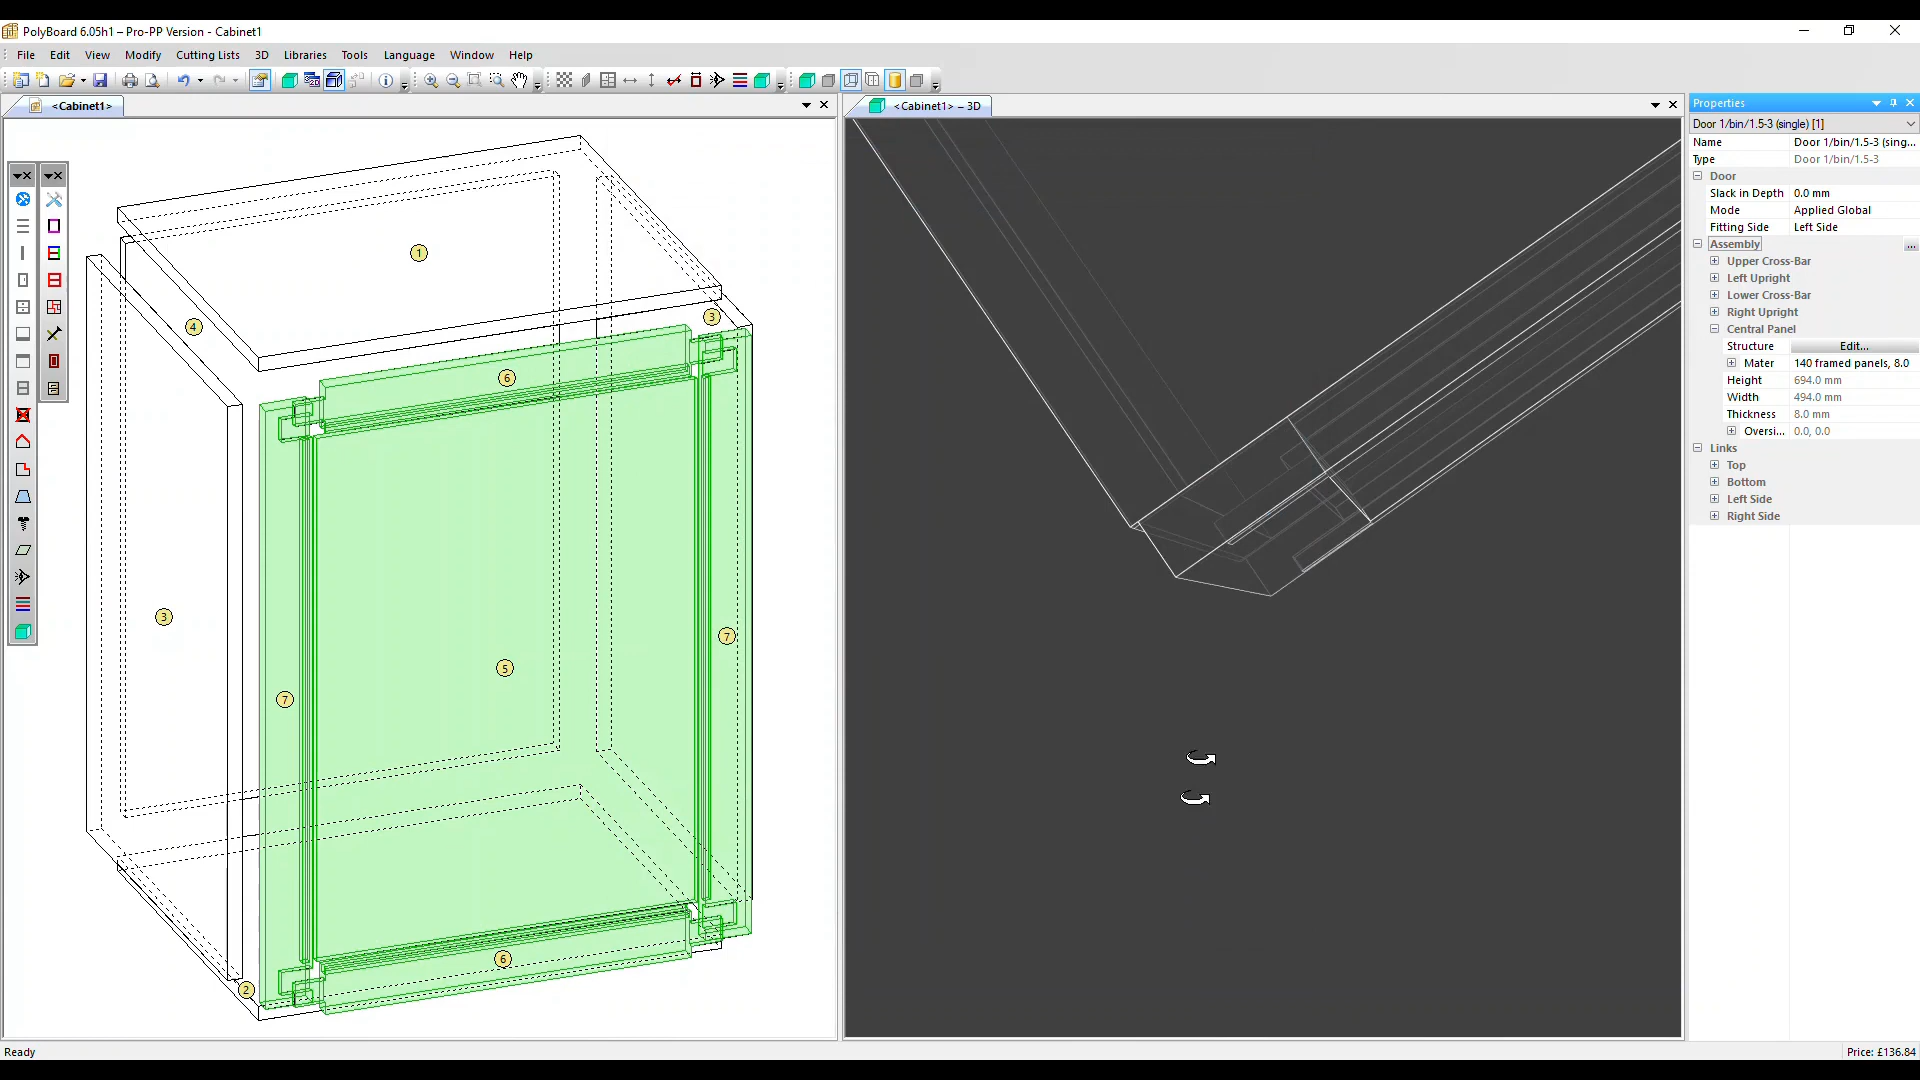 PolyBoard 6.05h1 – Pro-PP Version - Cabinet1
File Edit View Modify Cutting Lists 3D Libraries Tools Language Window Help
<Cabinet1>
<Cabinet1> – 3D
1
4
3
6
3
5
7
7
6
2
Properties
Door 1/bin/1.5-3 (single) [1]
Name Door 1/bin/1.5-3 (sing...
Type Door 1/bin/1.5-3
Door
Slack in Depth 0.0 mm
Mode Applied Global
Fitting Side Left Side
Assembly ...
Upper Cross-Bar
Left Upright
Lower Cross-Bar
Right Upright
Central Panel
Structure Edit...
Mater 140 framed panels, 8.0
Height 694.0 mm
Width 494.0 mm
Thickness 8.0 mm
Oversi... 0.0, 0.0
Links
Top
Bottom
Left Side
Right Side
Ready
Price: £136.84